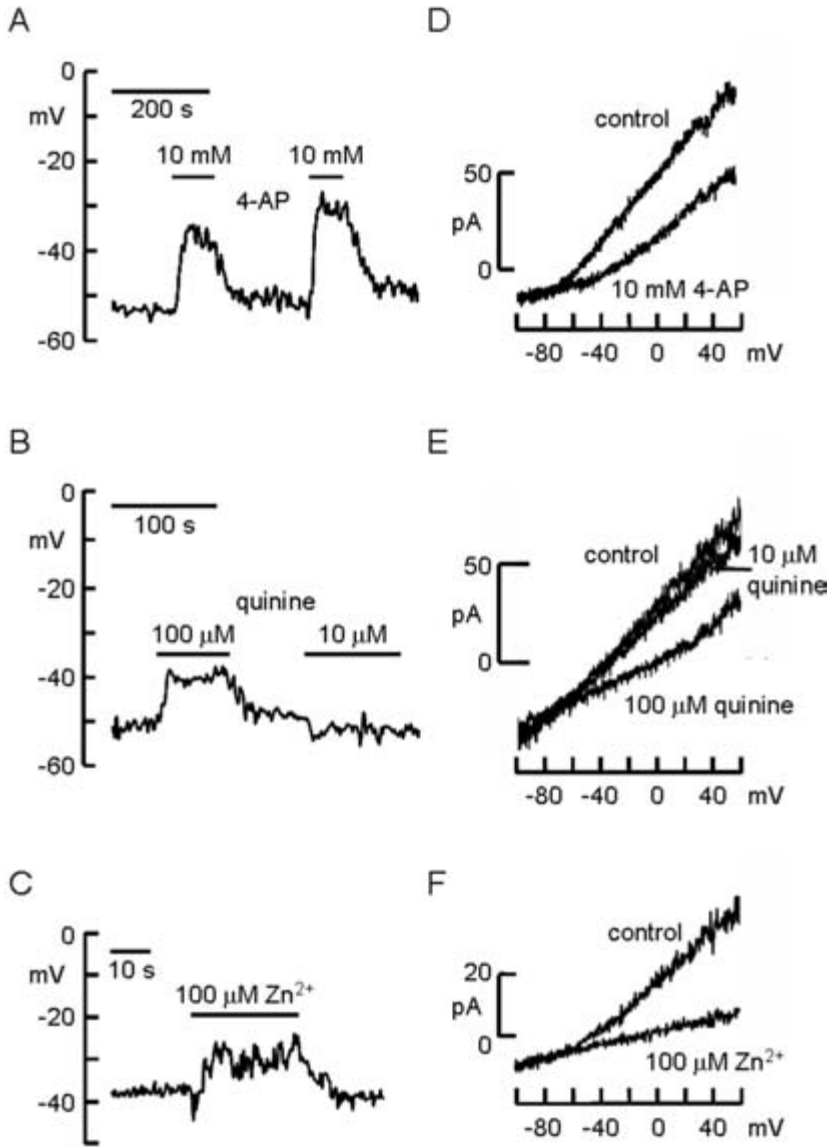 A
0
mV
-20
-40
-60
200 s
10 mM
10 mM
4-AP
D
control
50
pA
0
10 mM 4-AP
-80 -40 0 40 mV
B
0
mV
-20
-40
-60
100 s
quinine
100 μM
10 μM
E
control
10 μM
quinine
50
pA
0
100 μM quinine
-80 -40 0 40 mV
C
0
mV
-20
-40
10 s
100 μM Zn²⁺
F
control
20
pA
0
100 μM Zn²⁺
-80 -40 0 40 mV